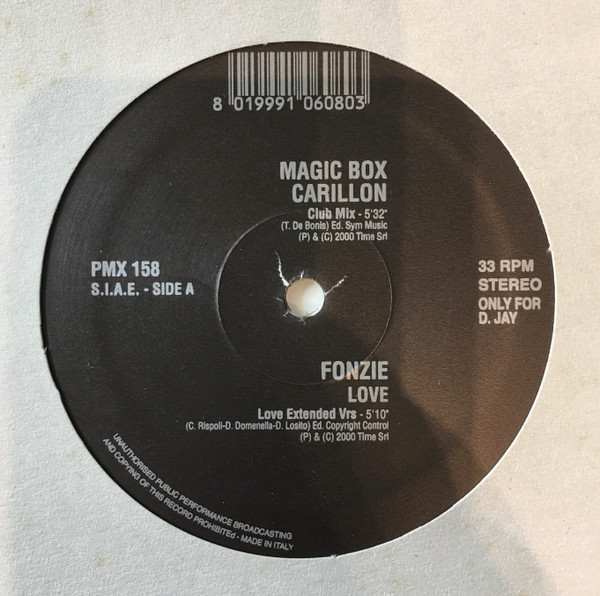 8 019991 060803
MAGIC BOX
CARILLON
Club Mix - 5'32"
(T. De Bonis) Ed. Sym Music
(P) & (C) 2000 Time Srl
PMX 158
S.I.A.E. - SIDE A
33 RPM
STEREO
ONLY FOR
D. JAY
FONZIE
LOVE
Love Extended Vrs - 5'10"
(C. Rispoli-D. Domenella-D. Losito) Ed. Copyright Control
(P) & (C) 2000 Time Srl
UNAUTHORISED PUBLIC PERFORMANCE BROADCASTING
AND COPYING OF THIS RECORD PROHIBITEd - MADE IN ITALY